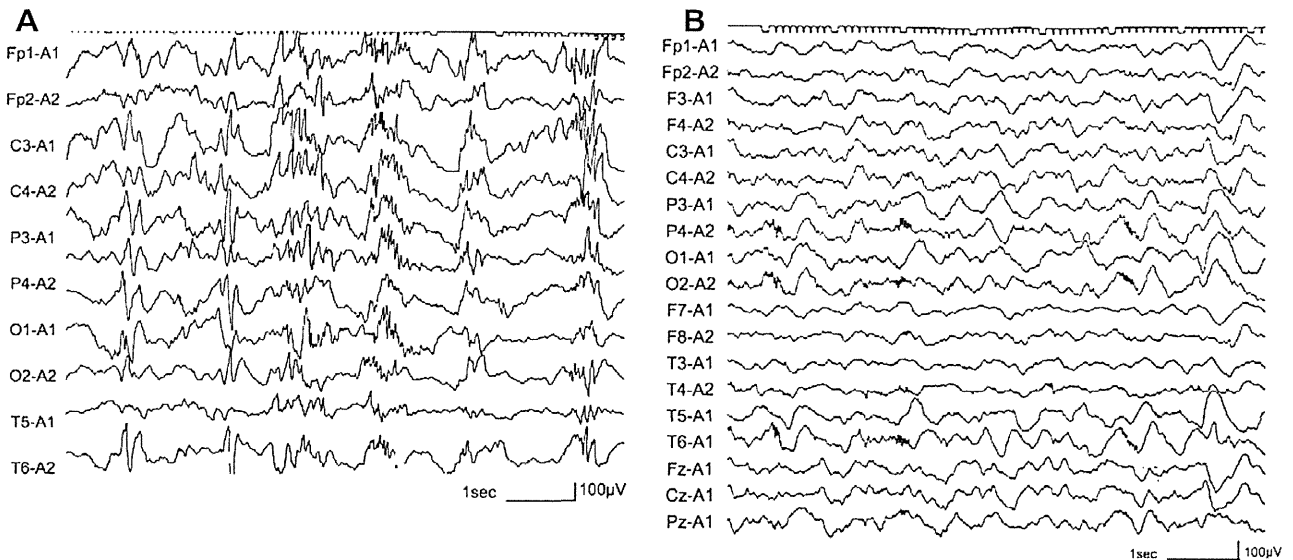 A
Fp1-A1
Fp2-A2
C3-A1
C4-A2
P3-A1
P4-A2
O1-A1
O2-A2
T5-A1
T6-A2
1sec
100μV
B
Fp1-A1
Fp2-A2
F3-A1
F4-A2
C3-A1
C4-A2
P3-A1
P4-A2
O1-A1
O2-A2
F7-A1
F8-A2
T3-A1
T4-A2
T5-A1
T6-A1
Fz-A1
Cz-A1
Pz-A1
1sec
100μV